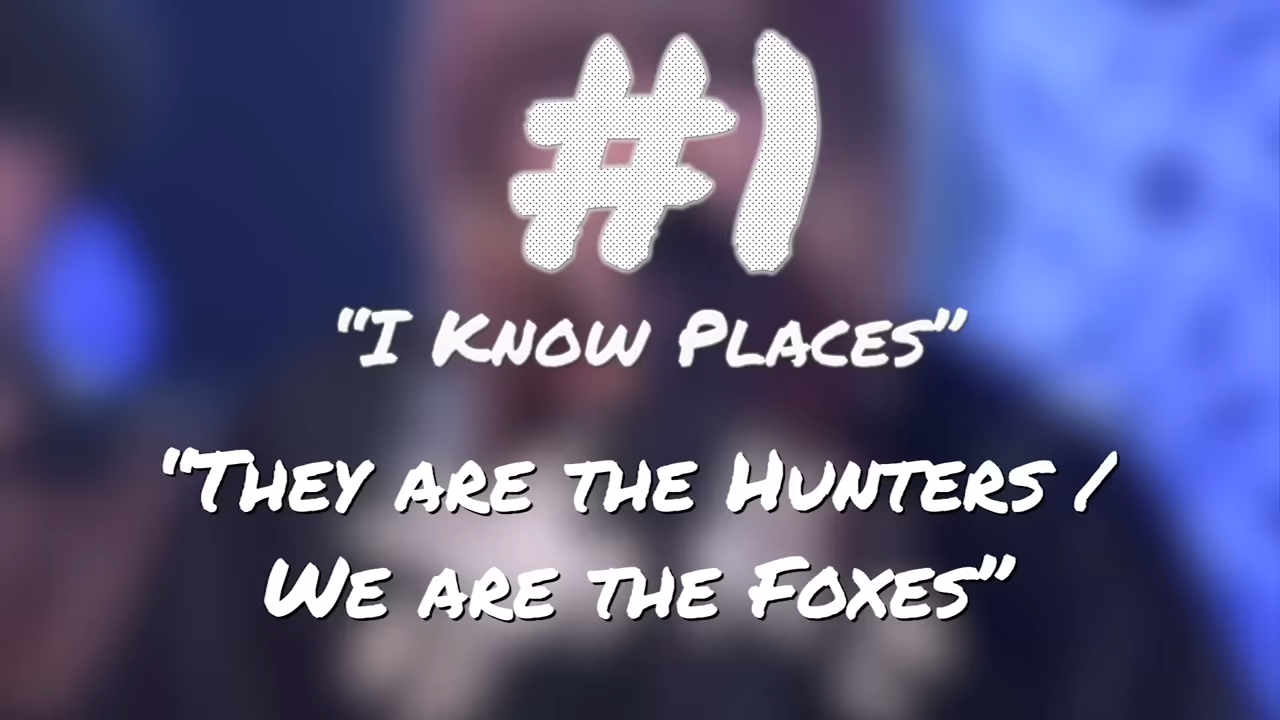 #1
“I Know Places”
“They are the Hunters /
We are the Foxes”